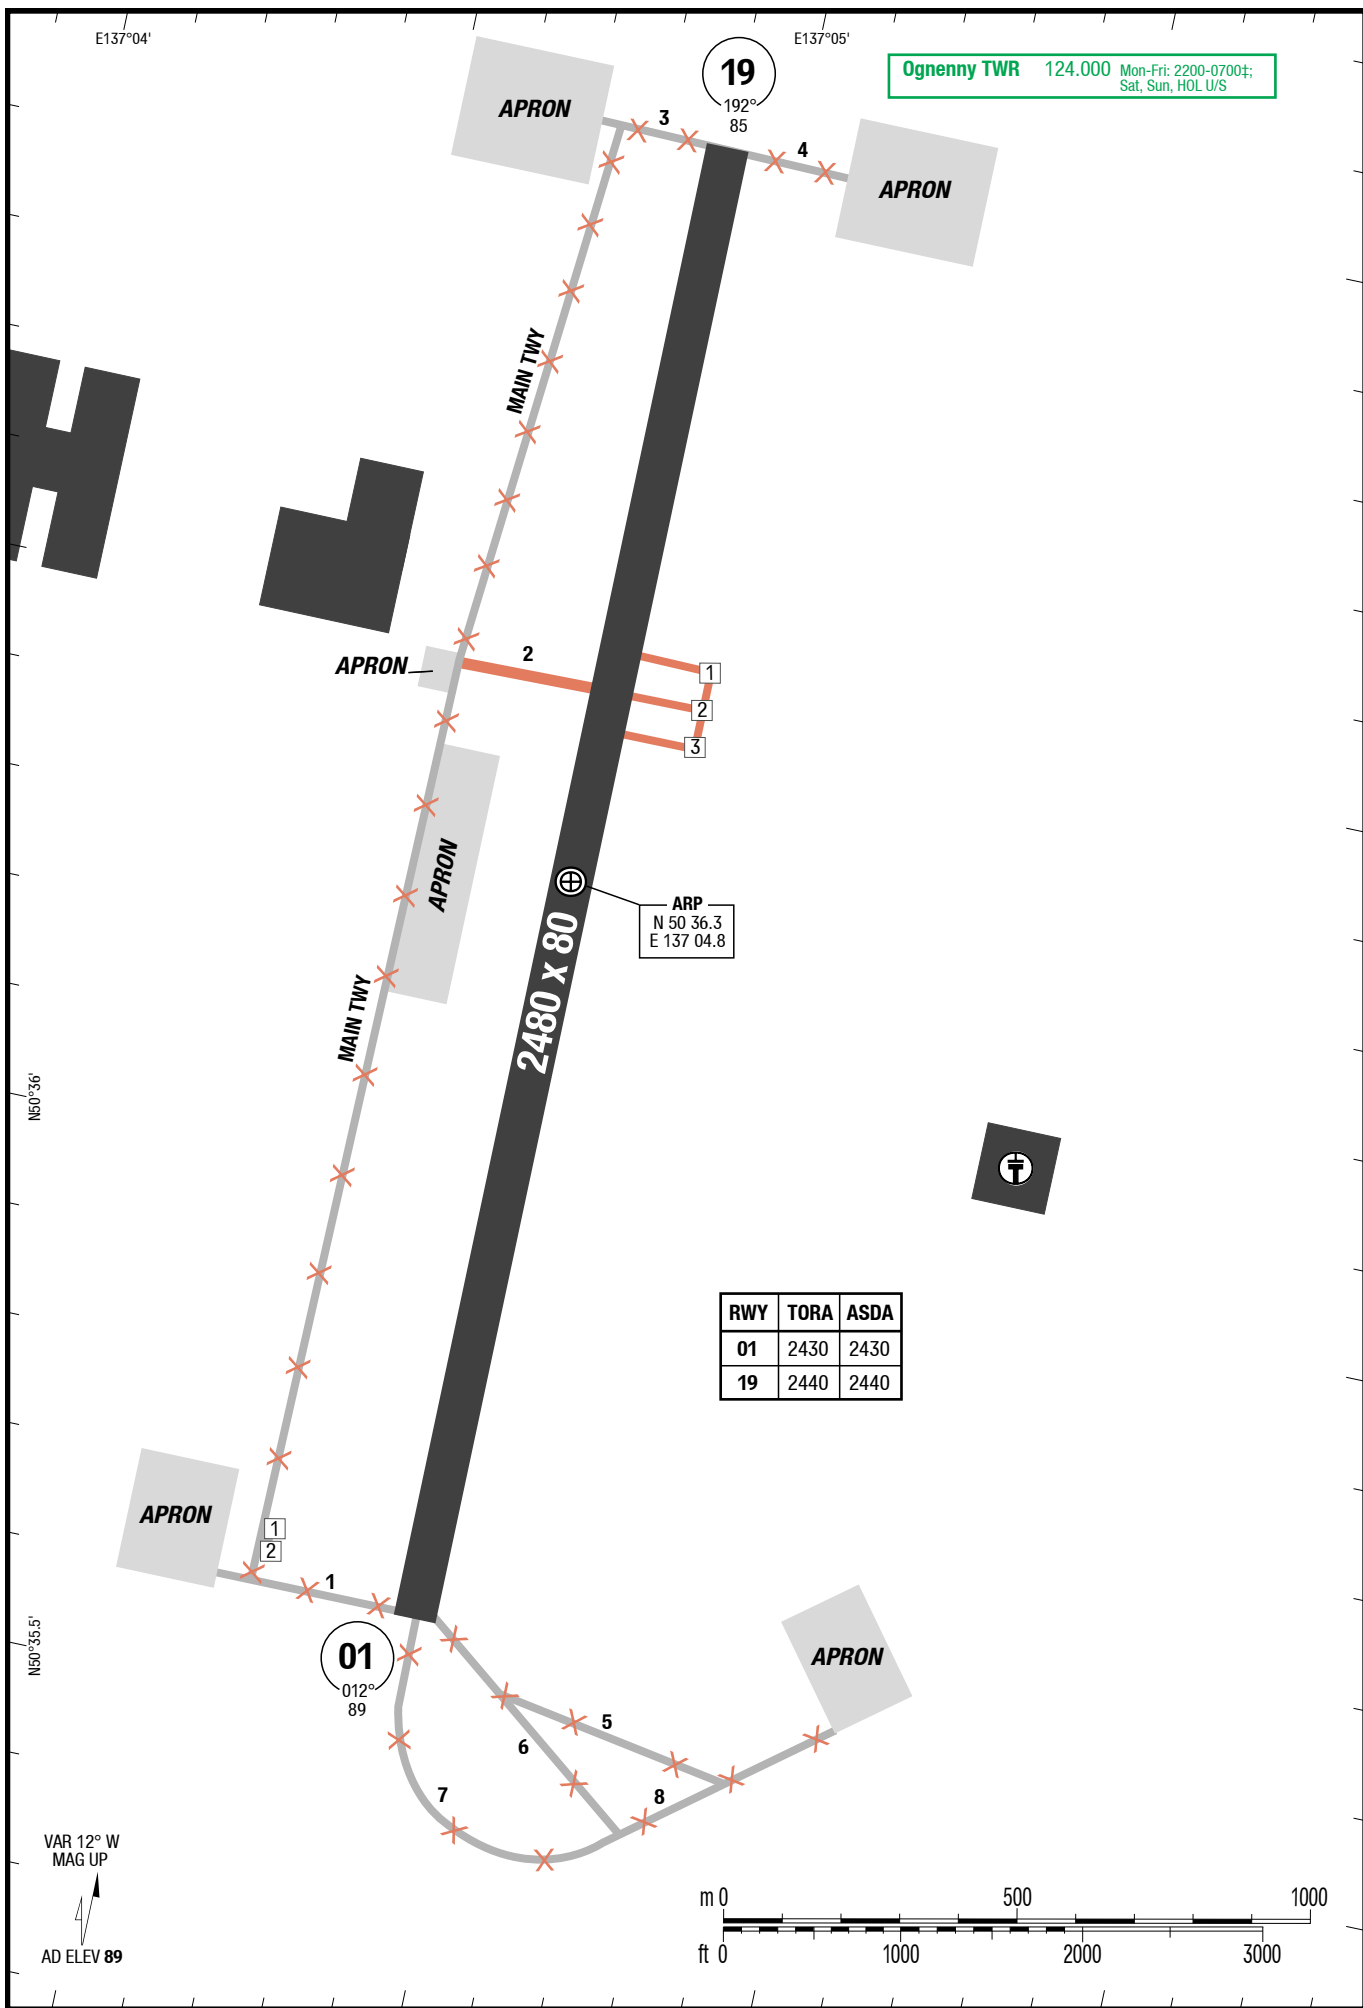 E137°04'
E137°05'
19
192°
85
Ognenny TWR 124.000 Mon-Fri: 2200-0700‡;
Sat, Sun, HOL U/S
APRON
3
4
APRON
MAIN TWY
APRON
2
1
2
3
APRON
ARP
N 50 36.3
E 137 04.8
2480 x 80
MAIN TWY
N50°36'
RWY TORA ASDA
01 2430 2430
19 2440 2440
APRON
1
2
1
N50°35.5'
01
012°
89
APRON
5
6
7
8
VAR 12° W
MAG UP
AD ELEV 89
m 0 500 1000
ft 0 1000 2000 3000